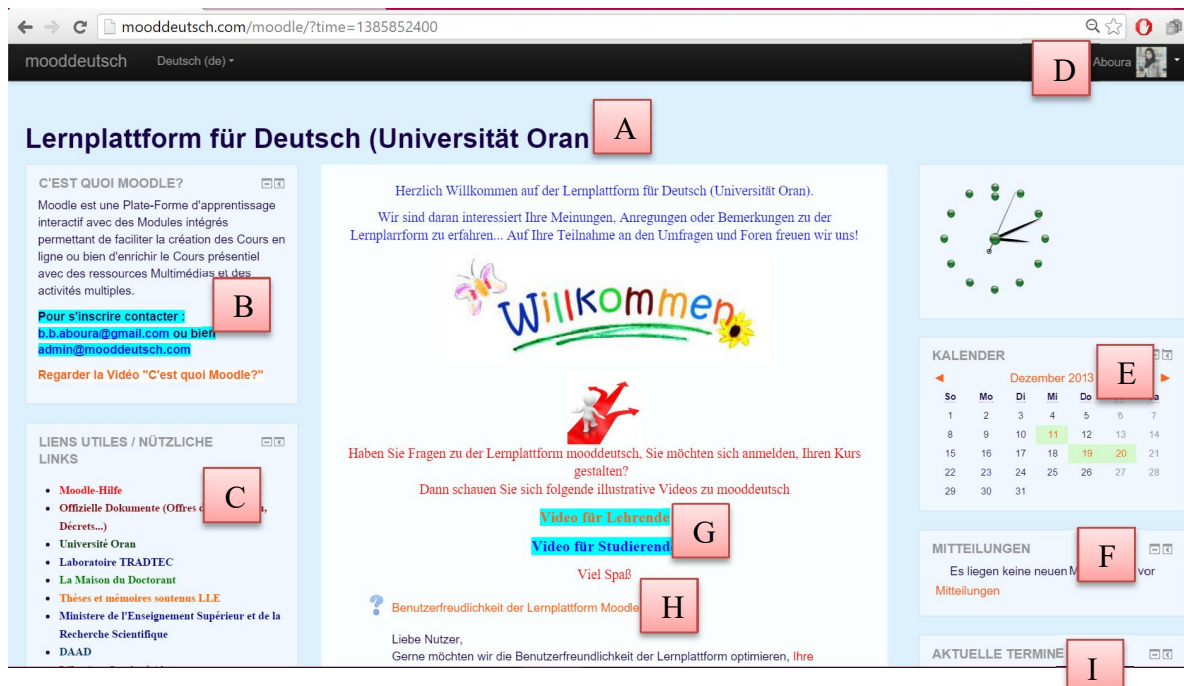 mooddeutsch.com/moodle/?time=1385852400
mooddeutsch
Deutsch (de)
D
Aboura
Lernplattform für Deutsch (Universität Oran
A
C'EST QUOI MOODLE?
Moodle est une Plate-Forme d'apprentissage
interactif avec des Modules intégrés
permettant de faciliter la création des Cours en
ligne ou bien d'enrichir le Cours présentiel
avec des ressources Multimédias et des
activités multiples.
B
Pour s'inscrire contacter :
b.b.aboura@gmail.com ou bien
admin@mooddeutsch.com
Regarder la Vidéo "C'est quoi Moodle?"
LIENS UTILES / NÜTZLICHE
LINKS
C
Moodle-Hilfe
Offizielle Dokumente (Offres
Décrets...)
Université Oran
Laboratoire TRADTEC
La Maison du Doctorant
Thèses et mémoires soutenus LLE
Ministere de l'Enseignement Supérieur et de la
Recherche Scientifique
DAAD
Herzlich Willkommen auf der Lernplattform für Deutsch (Universität Oran).
Wir sind daran interessiert Ihre Meinungen, Anregungen oder Bemerkungen zu der
Lernplarrform zu erfahren... Auf Ihre Teilnahme an den Umfragen und Foren freuen wir uns!
Willkommen
Haben Sie Fragen zu der Lernplattform mooddeutsch, Sie möchten sich anmelden, Ihren Kurs
gestalten?
Dann schauen Sie sich folgende illustrative Videos zu mooddeutsch
Video für Lehrende
G
Video für Studierend
Viel Spaß
H
Benutzerfreudlichkeit der Lernplattform Moodle
Liebe Nutzer,
Gerne möchten wir die Benutzerfreundlichkeit der Lernplattform optimieren, Ihre
KALENDER
E
Dezember 2013
So Mo Di Mi Do
1 2 3 4 5 6 7
8 9 10 11 12 13 14
15 16 17 18 19 20 21
22 23 24 25 26 27 28
29 30 31
MITTEILUNGEN
F
Es liegen keine neuen vor
Mitteilungen
AKTUELLE TERMINE
I